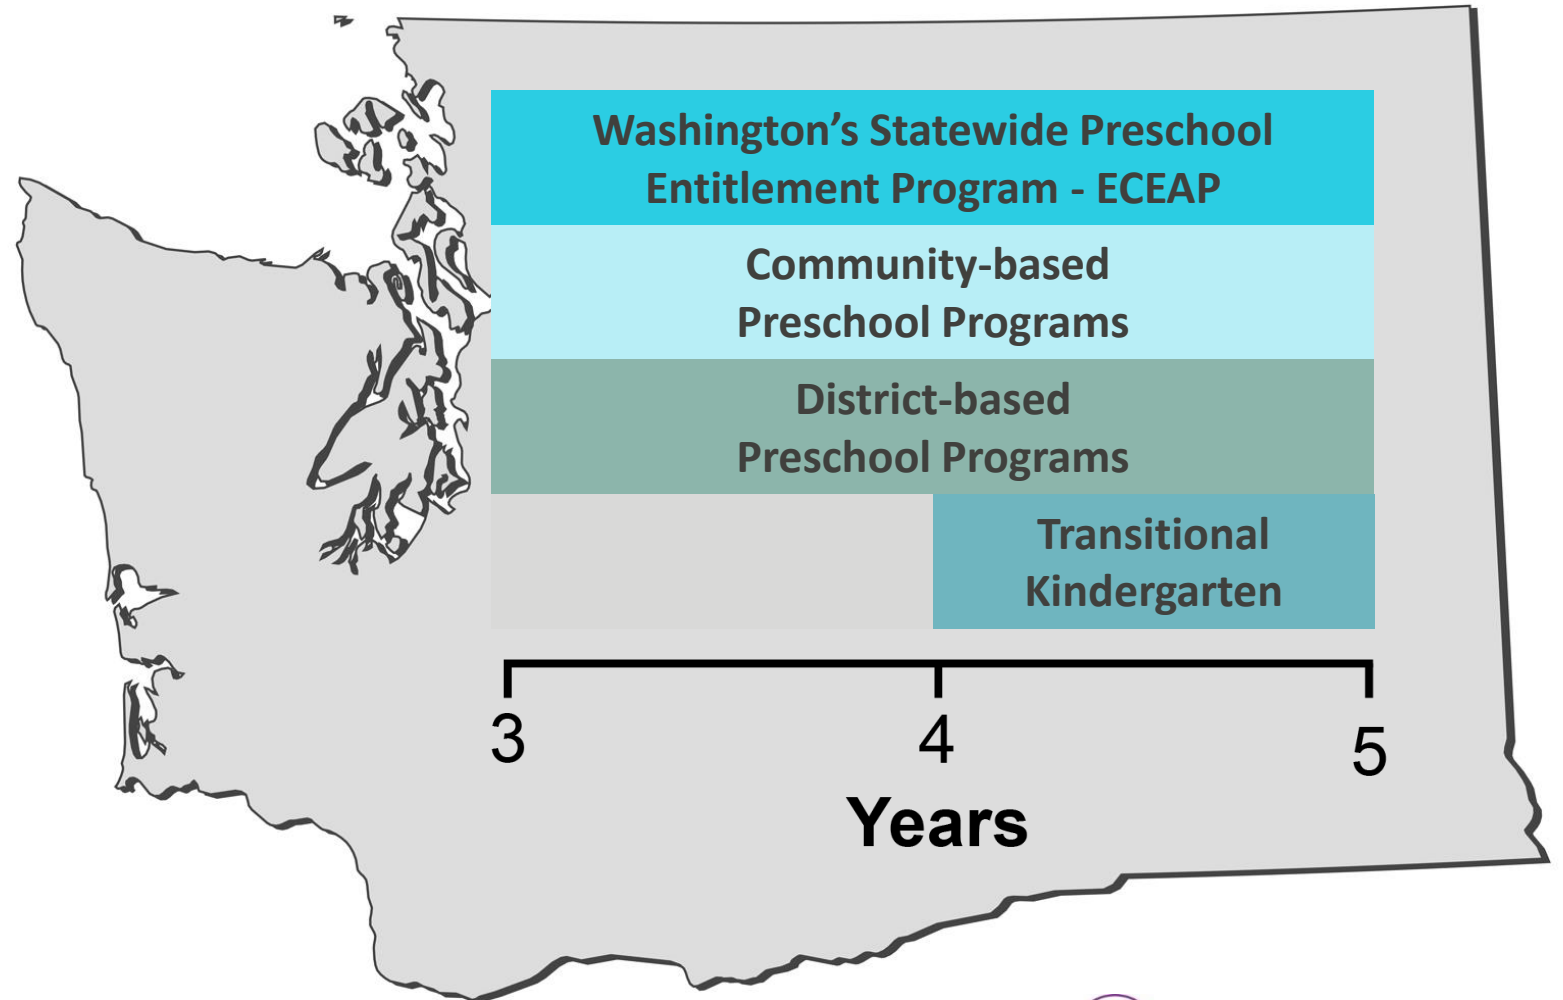 Washington’s Statewide Preschool
Entitlement Program - ECEAP
Community-based
Preschool Programs
District-based
Preschool Programs
Transitional
Kindergarten
3
4
5
Years